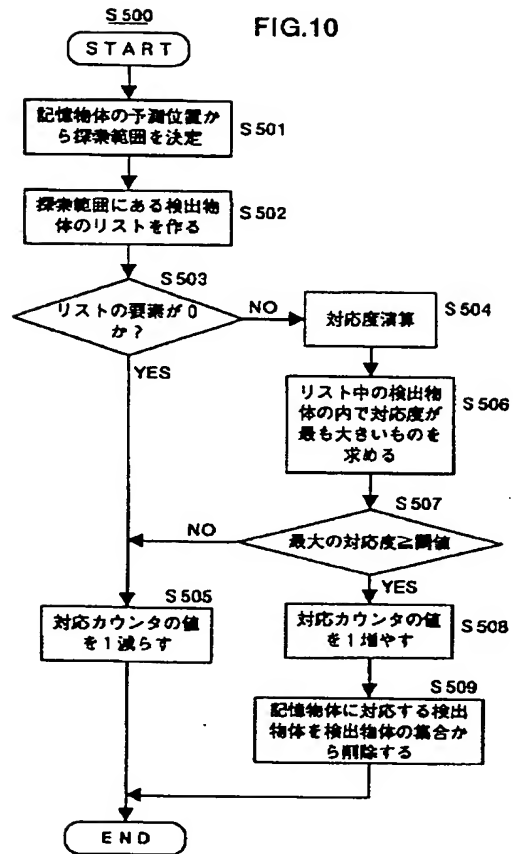 S500
FIG.10
START
記憶物体の予測位置か
ら探索範囲を決定
S501
探索範囲にある検出物
体のリストを作る
S502
S503
リストの要素が0
か？
NO
YES
対応度演算
S504
リスト中の検出物
体の内で対応度が
最も大きいものを
求める
S506
S507
最大の対応度≧閾値
NO
YES
S505
対応カウンタの値
を1減らす
対応カウンタの値
を1増やす
S508
S509
記憶物体に対応する検出
物体を検出物体の集合か
ら削除する
END